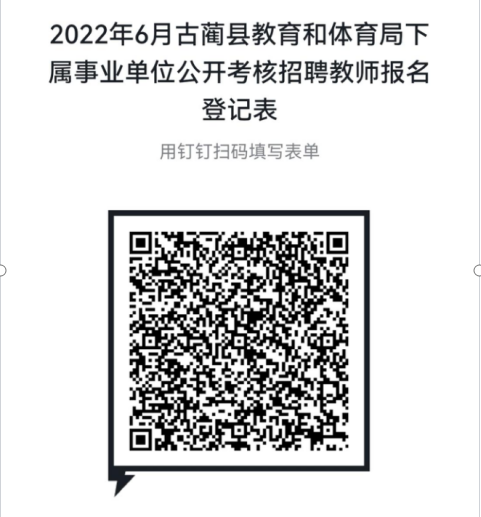 2022年6月古蔺县教育和体育局下
属事业单位公开考核招聘教师报名
登记表
用钉钉扫码填写表单